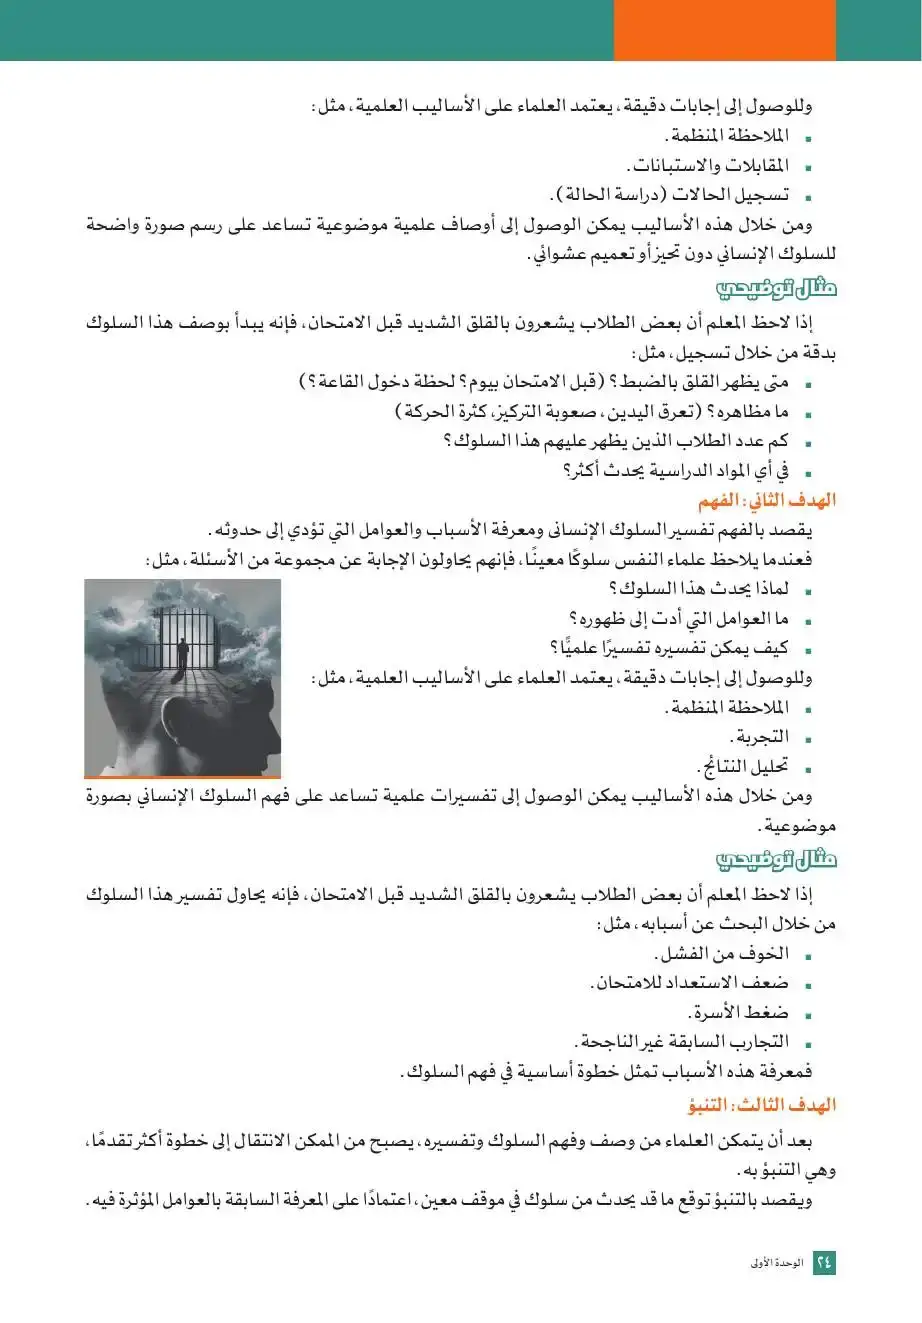 وللوصول إلى إجابات دقيقة، يعتمد العلماء على الأساليب العلمية، مثل:
▪ الملاحظة المنظمة.
▪ المقابلات والاستبانات.
▪ تسجيل الحالات (دراسة الحالة).
ومن خلال هذه الأساليب يمكن الوصول إلى أوصاف علمية موضوعية تساعد على رسم صورة واضحة
للسلوك الإنساني دون تحيز أو تعميم عشوائي.
مثال توضيحي
إذا لاحظ المعلم أن بعض الطلاب يشعرون بالقلق الشديد قبل الامتحان، فإنه يبدأ بوصف هذا السلوك
بدقة من خلال تسجيل، مثل:
▪ متى يظهر القلق بالضبط؟ (قبل الامتحان بيوم؟ لحظة دخول القاعة؟)
▪ ما مظاهره؟ (تعرق اليدين، صعوبة التركيز، كثرة الحركة)
▪ كم عدد الطلاب الذين يظهر عليهم هذا السلوك؟
▪ في أي المواد الدراسية يحدث أكثر؟
الهدف الثاني: الفهم
يقصد بالفهم تفسير السلوك الإنسانى ومعرفة الأسباب والعوامل التي تؤدي إلى حدوثه.
فعندما يلاحظ علماء النفس سلوكًا معينًا، فإنهم يحاولون الإجابة عن مجموعة من الأسئلة، مثل:
▪ لماذا يحدث هذا السلوك؟
▪ ما العوامل التي أدت إلى ظهوره؟
▪ كيف يمكن تفسيره تفسيرًا علميًّا؟
وللوصول إلى إجابات دقيقة، يعتمد العلماء على الأساليب العلمية، مثل:
▪ الملاحظة المنظمة.
▪ التجربة.
▪ تحليل النتائج.
ومن خلال هذه الأساليب يمكن الوصول إلى تفسيرات علمية تساعد على فهم السلوك الإنساني بصورة
موضوعية.
مثال توضيحي
إذا لاحظ المعلم أن بعض الطلاب يشعرون بالقلق الشديد قبل الامتحان، فإنه يحاول تفسير هذا السلوك
من خلال البحث عن أسبابه، مثل:
▪ الخوف من الفشل.
▪ ضعف الاستعداد للامتحان.
▪ ضغط الأسرة.
▪ التجارب السابقة غير الناجحة.
فمعرفة هذه الأسباب تمثل خطوة أساسية في فهم السلوك.
الهدف الثالث: التنبؤ
بعد أن يتمكن العلماء من وصف وفهم السلوك وتفسيره، يصبح من الممكن الانتقال إلى خطوة أكثر تقدمًا،
وهي التنبؤ به.
ويقصد بالتنبؤ توقع ما قد يحدث من سلوك في موقف معين، اعتمادًا على المعرفة السابقة بالعوامل المؤثرة فيه.
٢٤ الوحدة الأولى